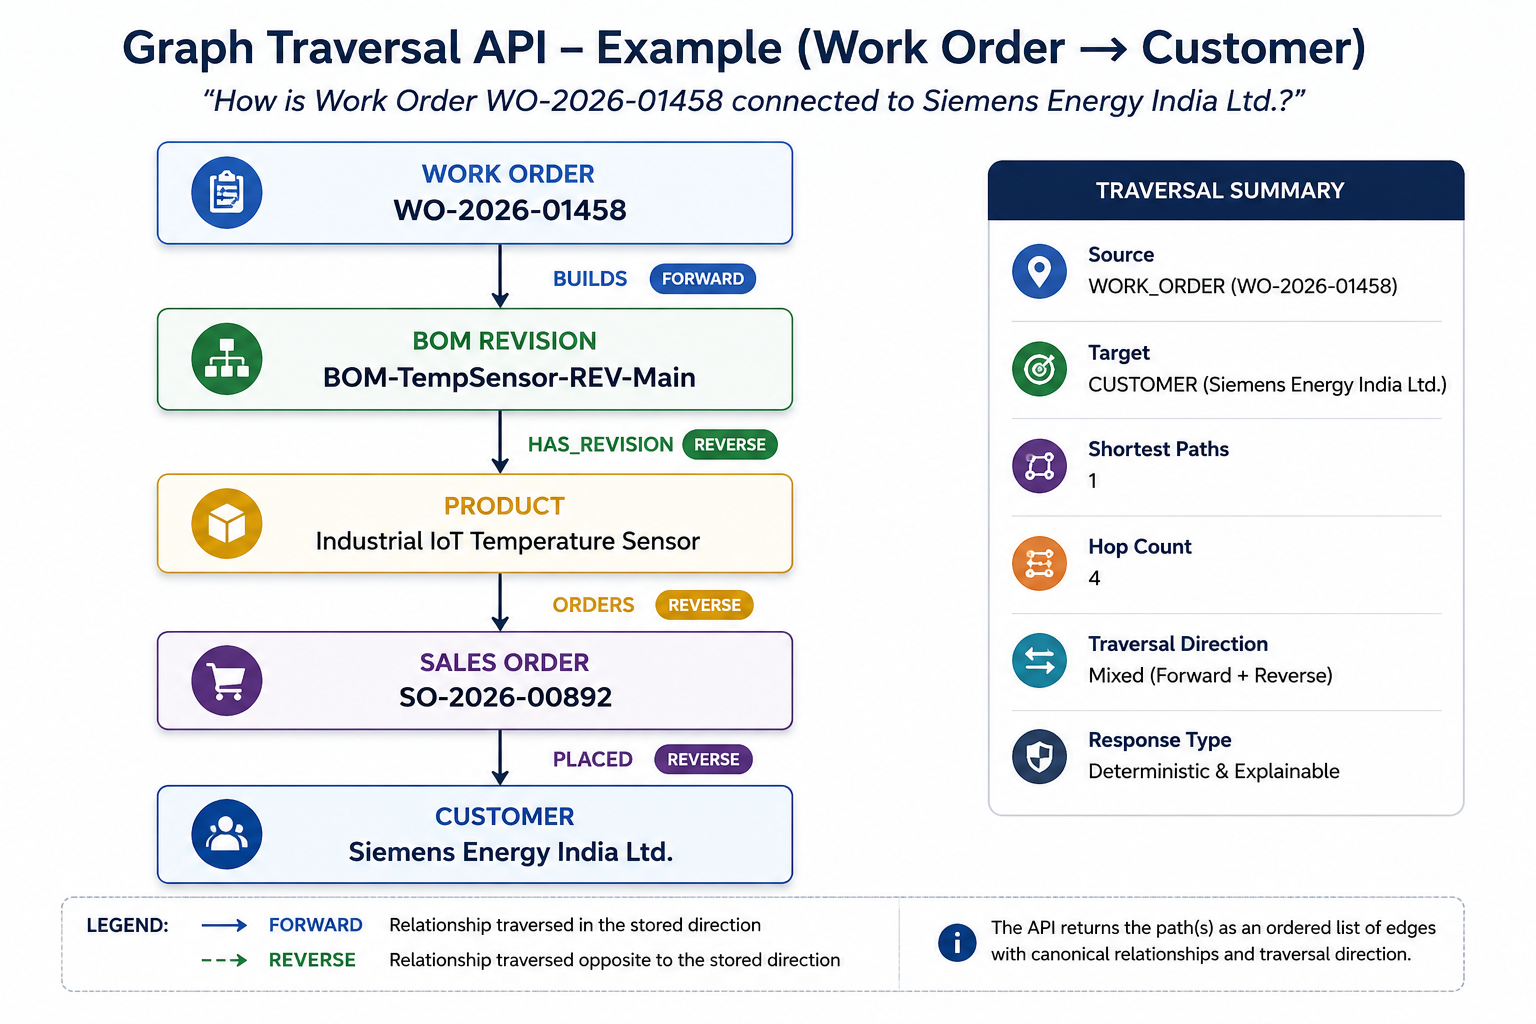 Graph Traversal API – Example (Work Order → Customer)
“How is Work Order WO-2026-01458 connected to Siemens Energy India Ltd.?”
WORK ORDER
WO-2026-01458
BUILDS FORWARD
BOM REVISION
BOM-TempSensor-REV-Main
HAS_REVISION REVERSE
PRODUCT
Industrial IoT Temperature Sensor
ORDERS REVERSE
SALES ORDER
SO-2026-00892
PLACED REVERSE
CUSTOMER
Siemens Energy India Ltd.
TRAVERSAL SUMMARY
Source
WORK_ORDER (WO-2026-01458)
Target
CUSTOMER (Siemens Energy India Ltd.)
Shortest Paths
1
Hop Count
4
Traversal Direction
Mixed (Forward + Reverse)
Response Type
Deterministic & Explainable
LEGEND: FORWARD Relationship traversed in the stored direction
REVERSE Relationship traversed opposite to the stored direction
The API returns the path(s) as an ordered list of edges
with canonical relationships and traversal direction.